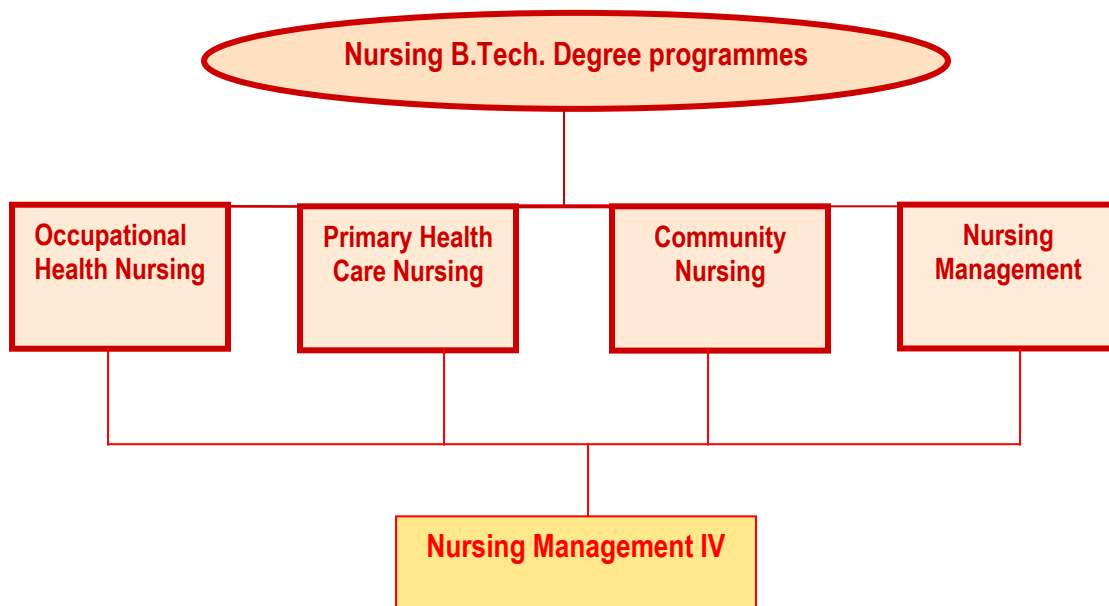 Nursing B.Tech. Degree programmes
Occupational
Health Nursing
Primary Health
Care Nursing
Community
Nursing
Nursing
Management
Nursing Management IV